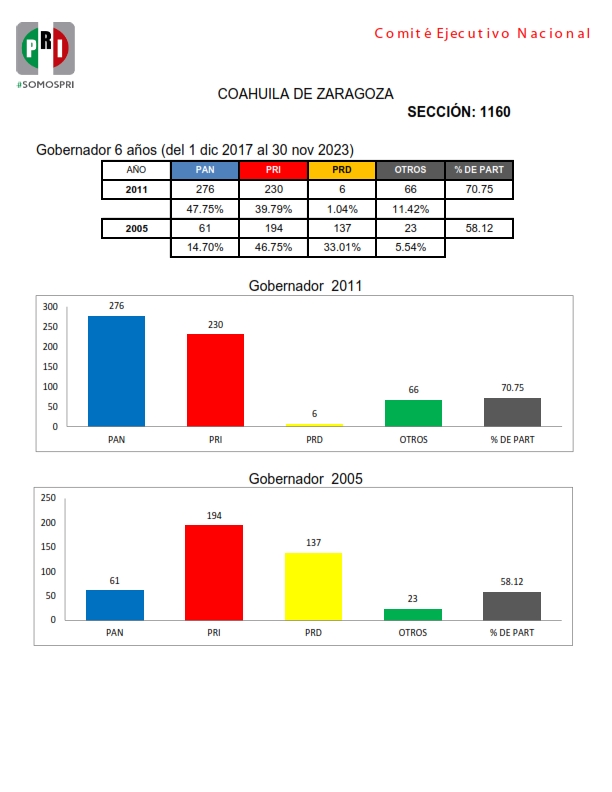 Comité Ejecutivo Nacional
PRI
#SOMOSPRI
COAHUILA DE ZARAGOZA
SECCIÓN: 1160
Gobernador 6 años (del 1 dic 2017 al 30 nov 2023)
AÑO PAN PRI PRD OTROS % DE PART
2011 276 230 6 66 70.75
47.75% 39.79% 1.04% 11.42%
2005 61 194 137 23 58.12
14.70% 46.75% 33.01% 5.54%
Gobernador 2011
300
250
200
150
100
50
0
276
230
6
66
70.75
PAN PRI PRD OTROS % DE PART
Gobernador 2005
250
200
150
100
50
0
61
194
137
23
58.12
PAN PRI PRD OTROS % DE PART